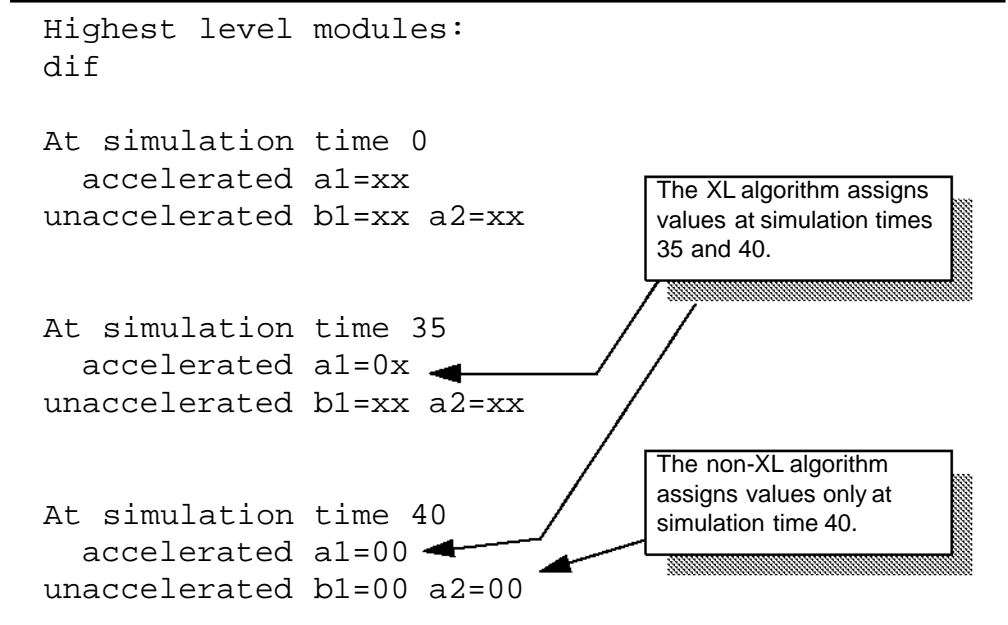 Highest level modules:
dif
At simulation time 0
accelerated a1=xx
unaccelerated b1=xx a2=xx
The XL algorithm assigns
values at simulation times
35 and 40.
At simulation time 35
accelerated a1=0x
unaccelerated b1=xx a2=xx
The non-XL algorithm
assigns values only at
simulation time 40.
At simulation time 40
accelerated a1=00
unaccelerated b1=00 a2=00